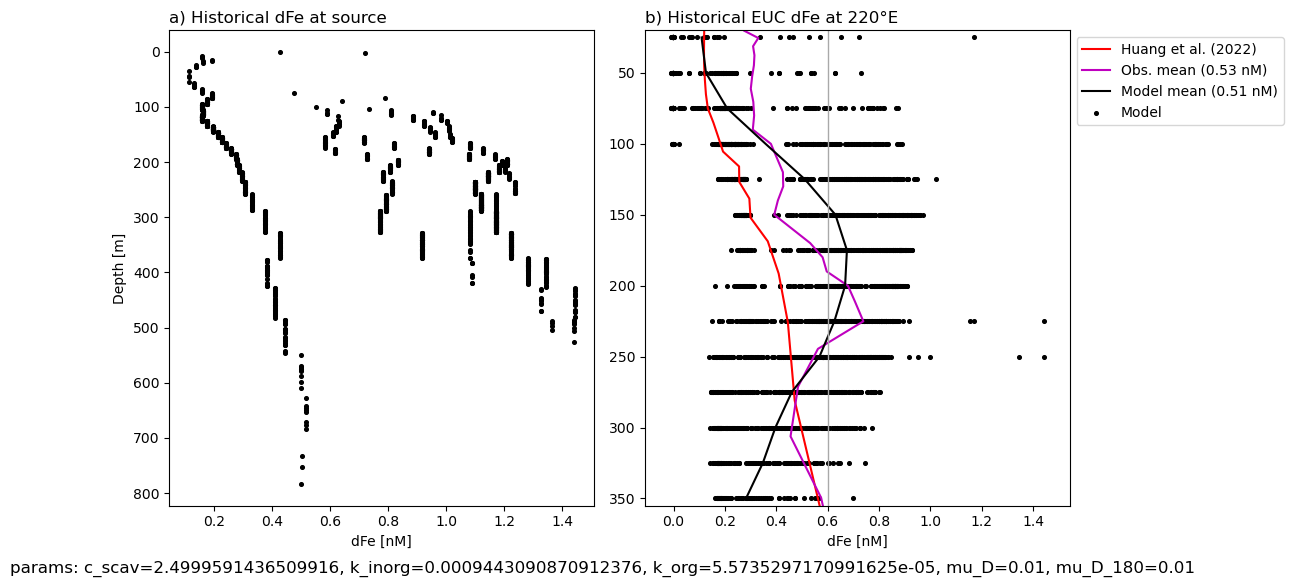 a) Historical dFe at source
0
100
200
300
400
500
600
700
800
Depth [m]
0.2 0.4 0.6 0.8 1.0 1.2 1.4
dFe [nM]
b) Historical EUC dFe at 220°E
50
100
150
200
250
300
350
0.0 0.2 0.4 0.6 0.8 1.0 1.2 1.4
dFe [nM]
Huang et al. (2022)
Obs. mean (0.53 nM)
Model mean (0.51 nM)
Model
params: c_scav=2.4999591436509916, k_inorg=0.0009443090870912376, k_org=5.5735297170991625e-05, mu_D=0.01, mu_D_180=0.01